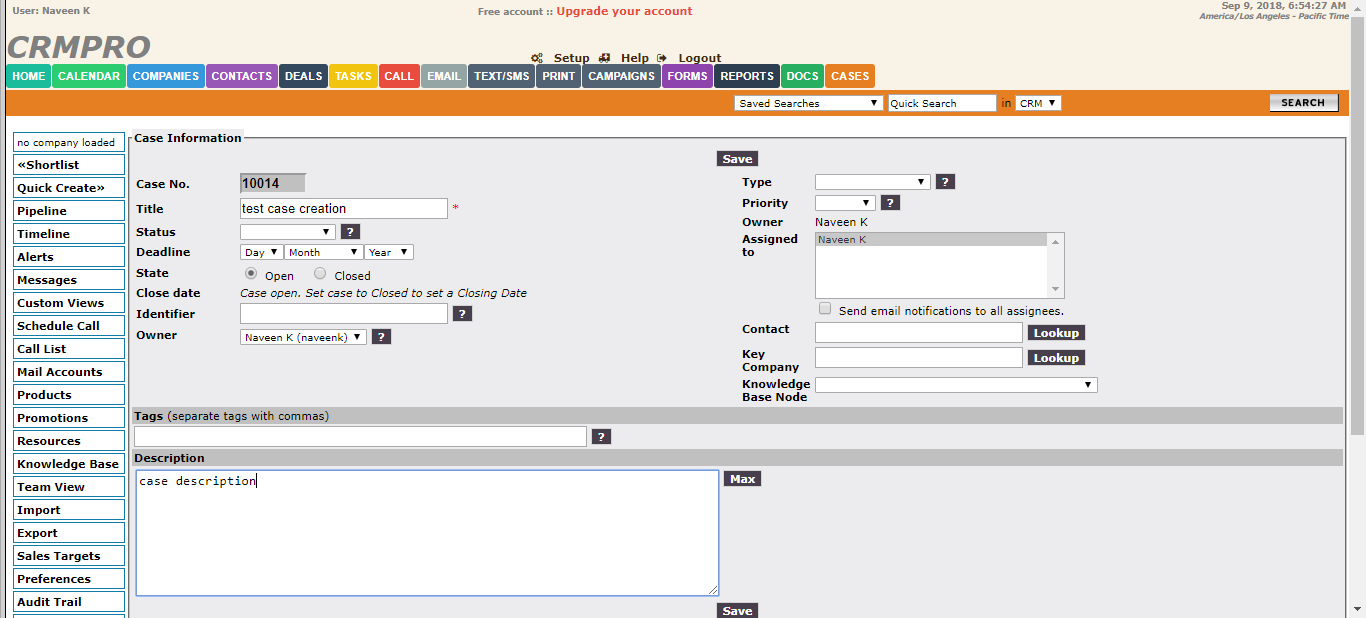 User: Naveen K
Free account :: Upgrade your account
Sep 9, 2018, 6:54:27 AM
America/Los Angeles - Pacific Time
CRMPRO
Setup Help Logout
HOME CALENDAR COMPANIES CONTACTS DEALS TASKS CALL EMAIL TEXT/SMS PRINT CAMPAIGNS FORMS REPORTS DOCS CASES
Saved Searches Quick Search in CRM SEARCH
no company loaded
«Shortlist
Quick Create»
Pipeline
Timeline
Alerts
Messages
Custom Views
Schedule Call
Call List
Mail Accounts
Products
Promotions
Resources
Knowledge Base
Team View
Import
Export
Sales Targets
Preferences
Audit Trail
Case Information
Save
Case No. 10014
Title test case creation *
Status ?
Deadline Day Month Year
State Open Closed
Close date Case open. Set case to Closed to set a Closing Date
Identifier ?
Owner Naveen K (naveenk) ?
Type ?
Priority ?
Owner Naveen K
Assigned to Naveen K
Send email notifications to all assignees.
Contact Lookup
Key Company Lookup
Knowledge Base Node
Tags (separate tags with commas)
?
Description
case description
Max
Save